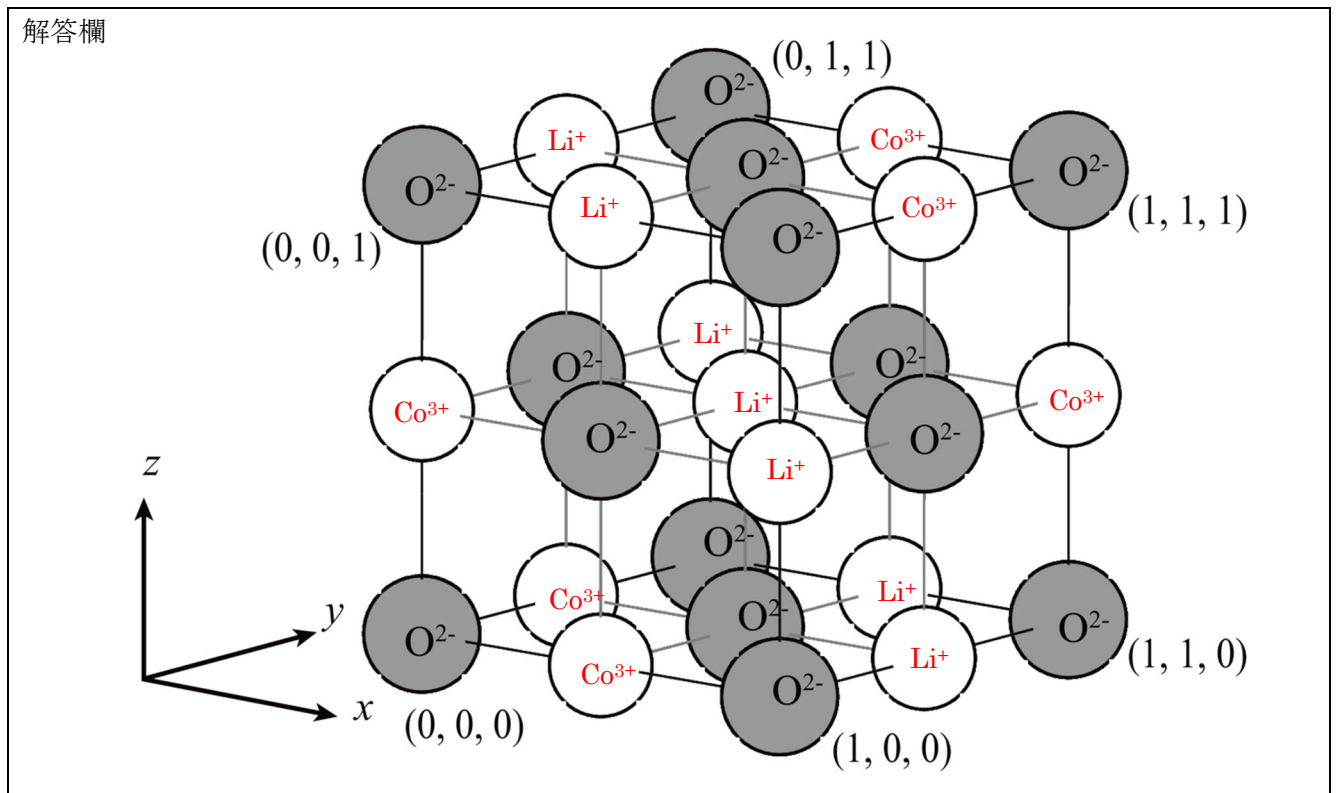 解答欄
(0, 1, 1)
O²⁻
Li⁺
Co³⁺
O²⁻
O²⁻
O²⁻
Li⁺
Co³⁺
(1, 1, 1)
(0, 0, 1)
O²⁻
Li⁺
O²⁻
O²⁻
Co³⁺
Li⁺
Co³⁺
O²⁻
O²⁻
Li⁺
z
O²⁻
Co³⁺
Li⁺
y
O²⁻
O²⁻
O²⁻
(1, 1, 0)
Co³⁺
Li⁺
O²⁻
x
(0, 0, 0)
(1, 0, 0)